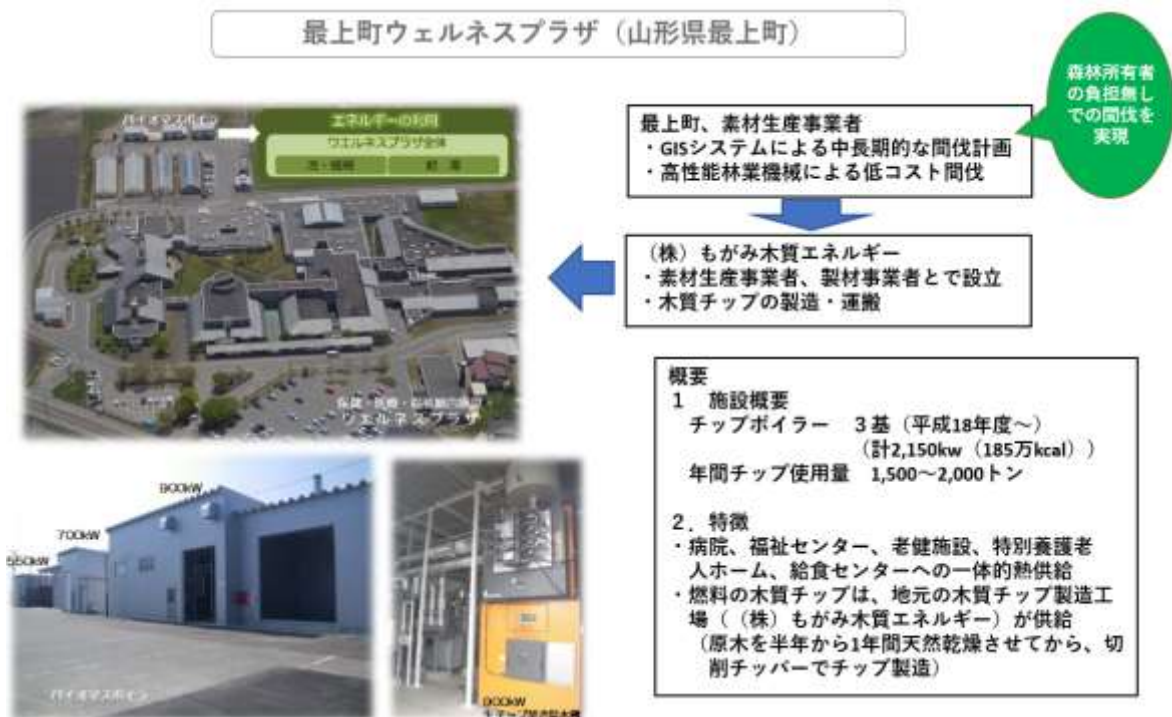 最上町ウェルネスプラザ（山形県最上町）
森林所有者
の負担無し
での間伐を
実現
エネルギーの利用
ウエルネスプラザ全体
ウェルネスプラザ
最上町、素材生産事業者
・GISシステムによる中長期的な間伐計画
・高性能林業機械による低コスト間伐
（株）もがみ木質エネルギー
・素材生産事業者、製材事業者とで設立
・木質チップの製造・運搬
概要
１　施設概要
チップボイラー　３基（平成18年度～）
（計2,150kw（185万kcal））
年間チップ使用量　1,500～2,000トン
２．特徴
・病院、福祉センター、老健施設、特別養護老
人ホーム、給食センターへの一体的熱供給
・燃料の木質チップは、地元の木質チップ製造工
場（（株）もがみ木質エネルギー）が供給
（原木を半年から1年間天然乾燥させてから、切
削チッパーでチップ製造）
900kW
700kW
550kW
900kW